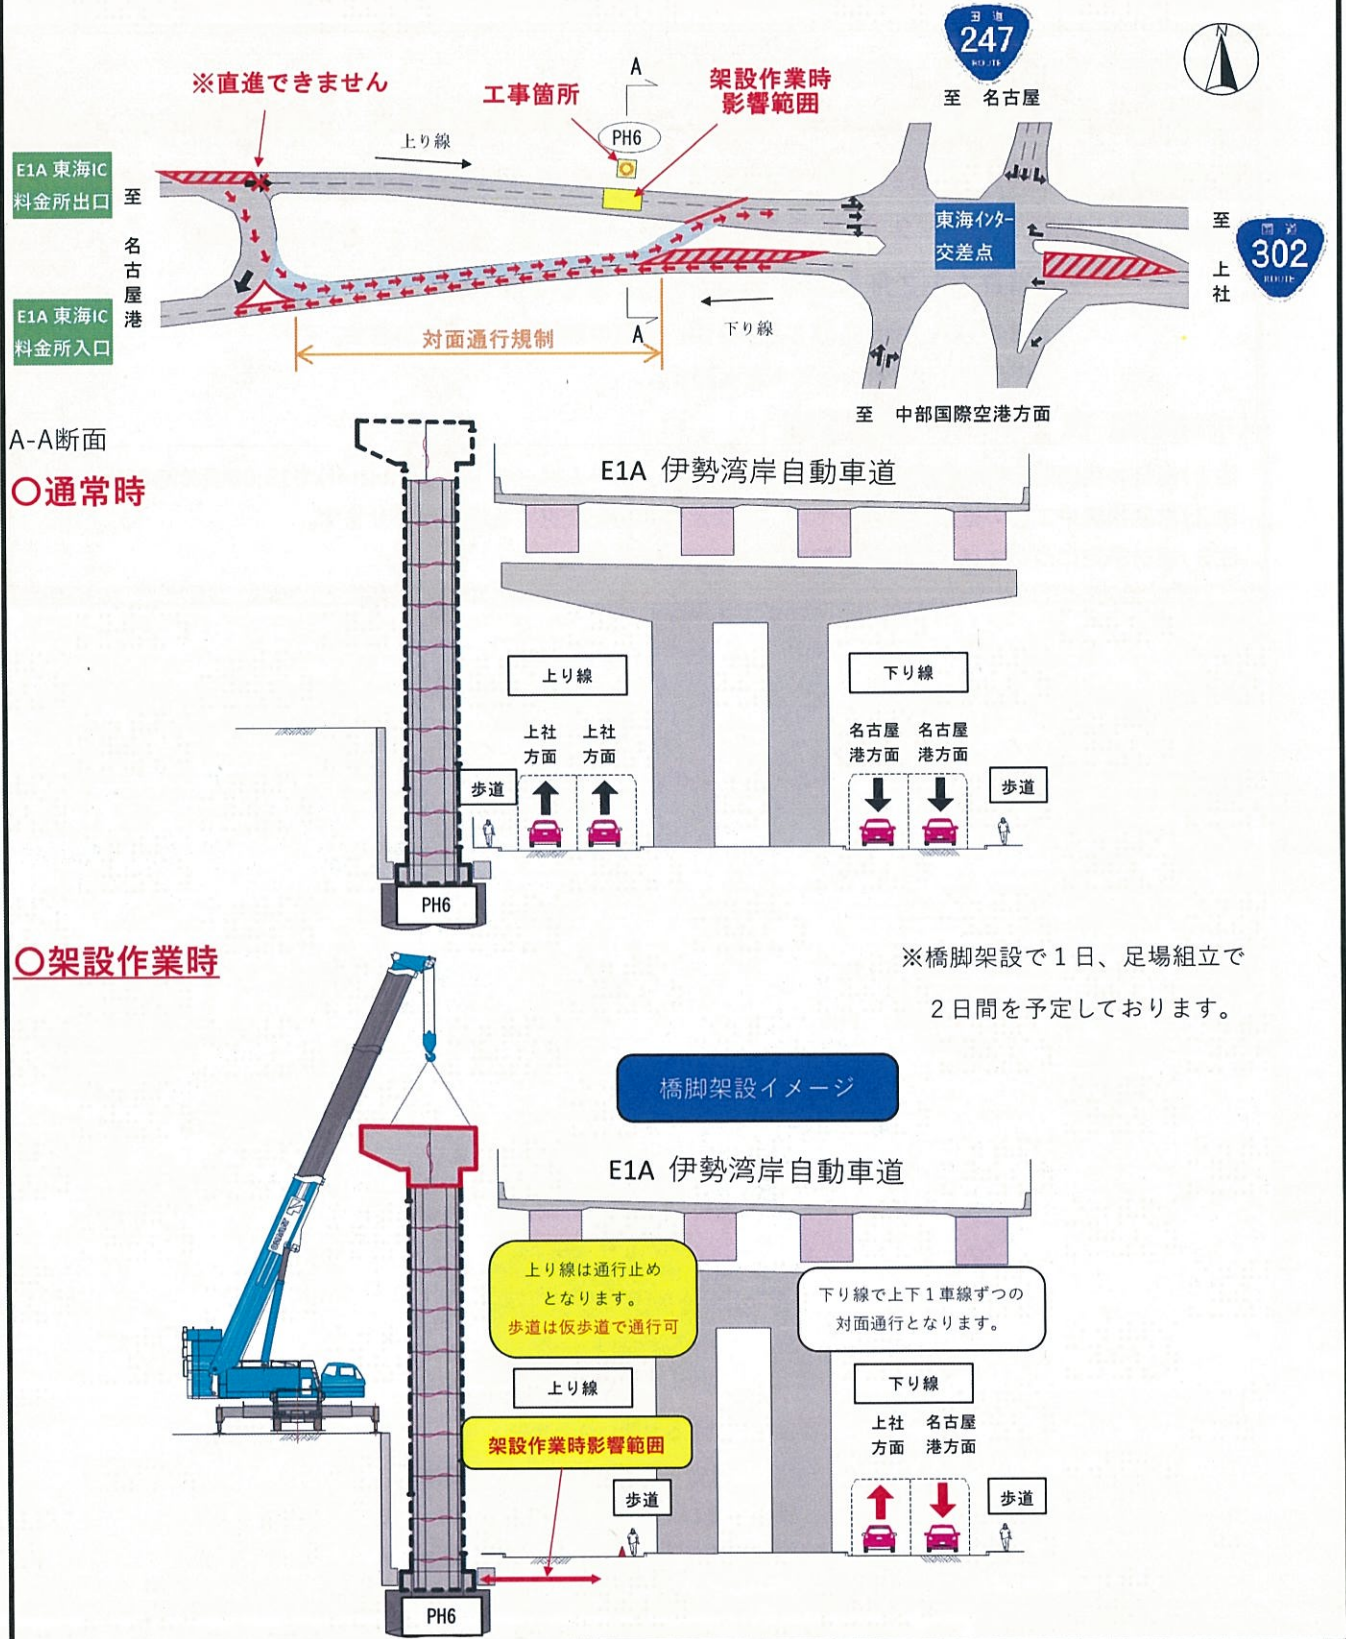 国道
247
ROUTE
N
至 名古屋
※直進できません
工事箇所
A
架設作業時
影響範囲
PH6
上り線
E1A 東海IC
料金所出口
至
名古屋港
E1A 東海IC
料金所入口
東海インター
交差点
至
上社
国道
302
ROUTE
対面通行規制
A
下り線
至 中部国際空港方面
A-A断面
○通常時
E1A 伊勢湾岸自動車道
上り線
下り線
上社
方面
上社
方面
名古屋
港方面
名古屋
港方面
歩道
歩道
PH6
○架設作業時
※橋脚架設で1日、足場組立で
2日間を予定しております。
橋脚架設イメージ
E1A 伊勢湾岸自動車道
上り線は通行止め
となります。
歩道は仮歩道で通行可
下り線で上下1車線ずつの
対面通行となります。
上り線
下り線
上社
方面
名古屋
港方面
架設作業時影響範囲
歩道
歩道
PH6